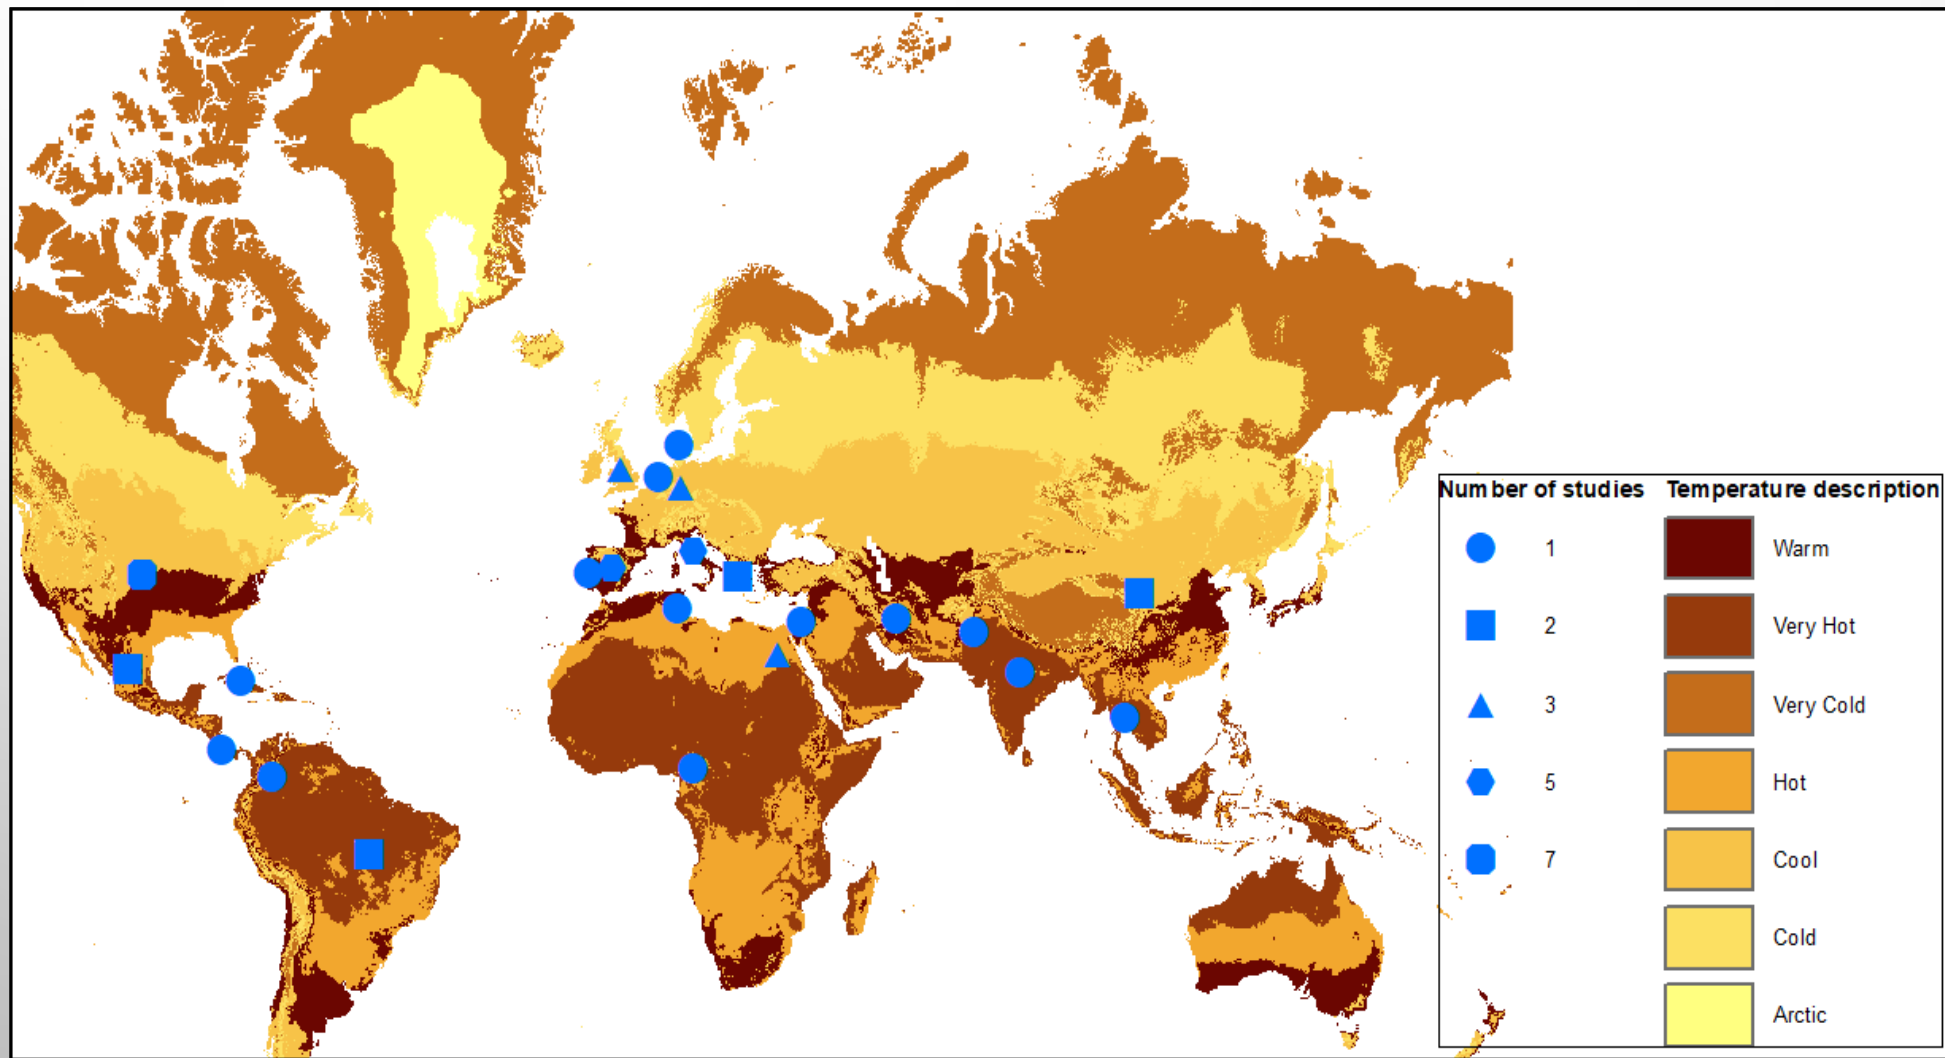 Number of studies Temperature description
1 Warm
2 Very Hot
3 Very Cold
5 Hot
7 Cool
Cold
Arctic